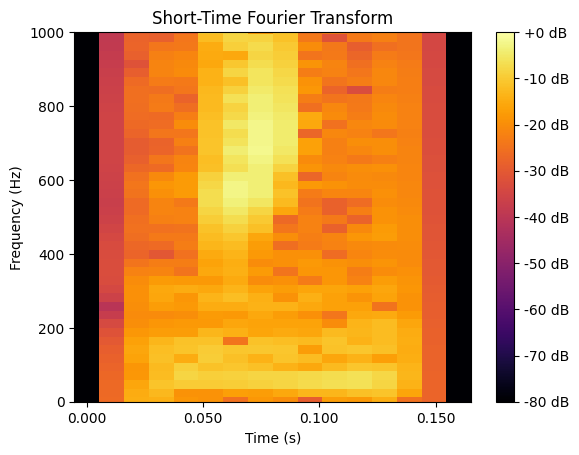 Short-Time Fourier Transform
1000
800
600
400
200
0
Frequency (Hz)
0.000
0.050
0.100
0.150
Time (s)
+0 dB
-10 dB
-20 dB
-30 dB
-40 dB
-50 dB
-60 dB
-70 dB
-80 dB